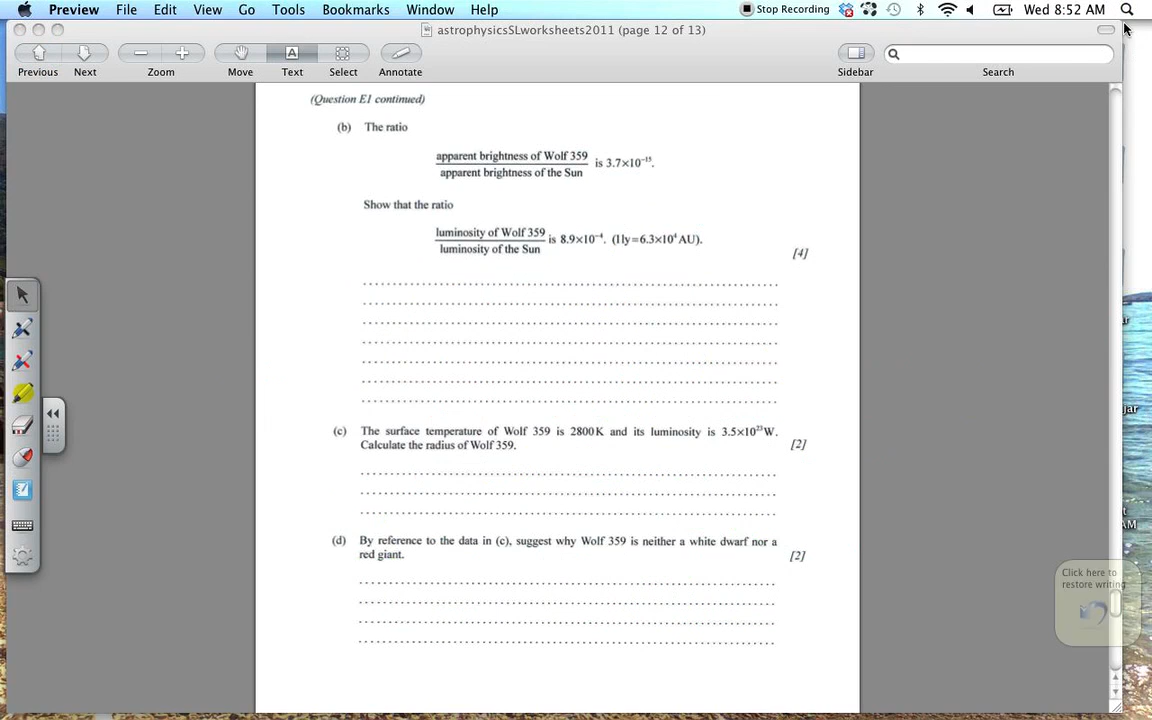 Preview File Edit View Go Tools Bookmarks Window Help Stop Recording Wed 8:52 AM
astrophysicsSLworksheets2011 (page 12 of 13)
Previous Next Zoom Move Text Select Annotate Sidebar Search
(Question E1 continued)
(b) The ratio
apparent brightness of Wolf 359
apparent brightness of the Sun
is 3.7×10⁻¹⁵.
Show that the ratio
luminosity of Wolf 359
luminosity of the Sun
is 8.9×10⁻⁴. (1ly=6.3×10⁴AU).
[4]
(c) The surface temperature of Wolf 359 is 2800K and its luminosity is 3.5×10²³W.
Calculate the radius of Wolf 359. [2]
(d) By reference to the data in (c), suggest why Wolf 359 is neither a white dwarf nor a
red giant. [2]
Click here to
restore writing
jar
AM